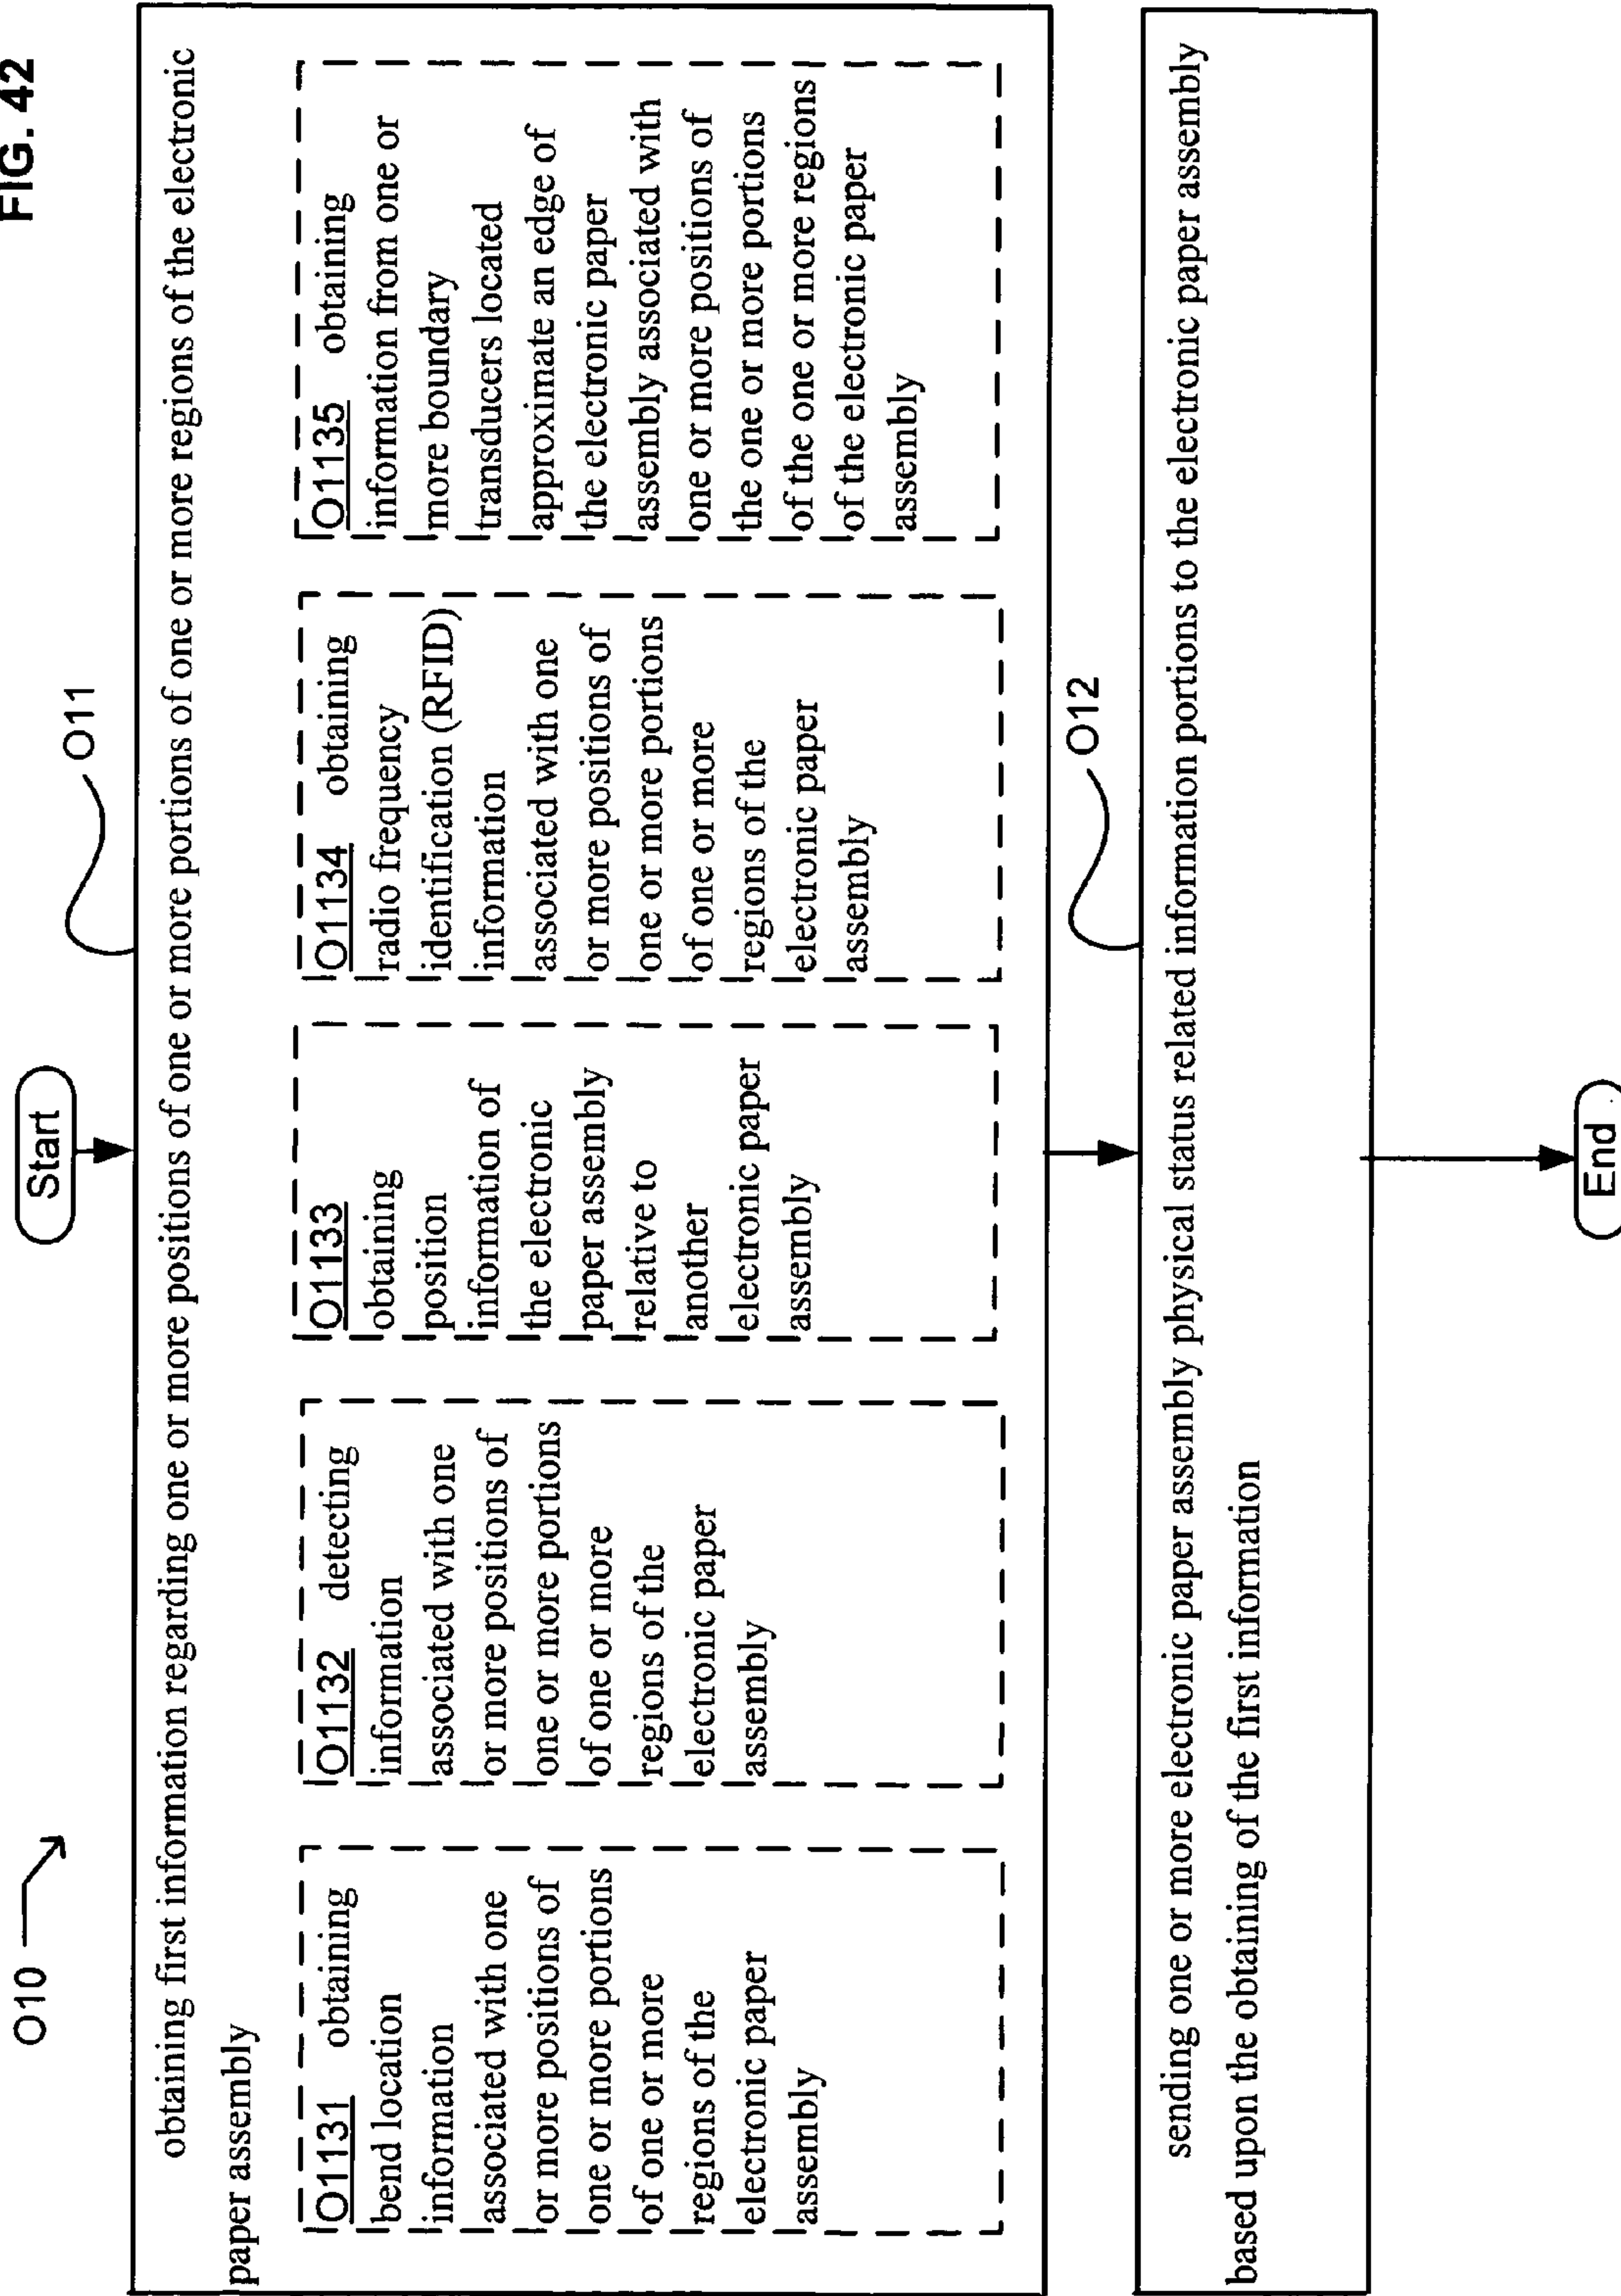 FIG. 42
O10
Start
O11
obtaining first information regarding one or more positions of one or more portions of one or more regions of the electronic
paper assembly
O1131 obtaining
bend location
information
associated with one
or more positions of
one or more portions
of one or more
regions of the
electronic paper
assembly
O1132 detecting
information
associated with one
or more positions of
one or more portions
of one or more
regions of the
electronic paper
assembly
O1133
obtaining
position
information of
the electronic
paper assembly
relative to
another
electronic paper
assembly
O1134 obtaining
radio frequency
identification (RFID)
information
associated with one
or more positions of
one or more portions
of one or more
regions of the
electronic paper
assembly
O1135 obtaining
information from one or
more boundary
transducers located
approximate an edge of
the electronic paper
assembly associated with
one or more positions of
the one or more portions
of the one or more regions
of the electronic paper
assembly
O12
sending one or more electronic paper assembly physical status related information portions to the electronic paper assembly
based upon the obtaining of the first information
End